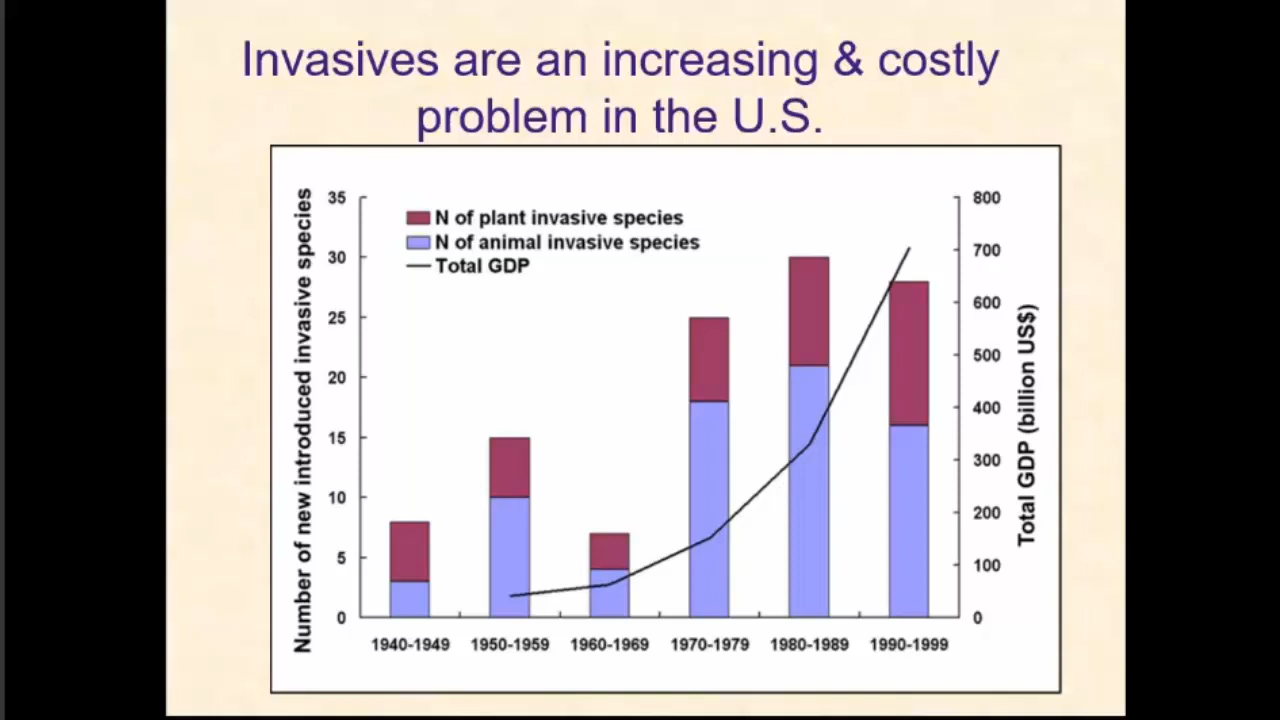 Invasives are an increasing & costly
problem in the U.S.
Number of new introduced invasive species
35
30
25
20
15
10
5
0
N of plant invasive species
N of animal invasive species
Total GDP
800
700
600
500
400
300
200
100
0
Total GDP (billion US$)
1940-1949 1950-1959 1960-1969 1970-1979 1980-1989 1990-1999